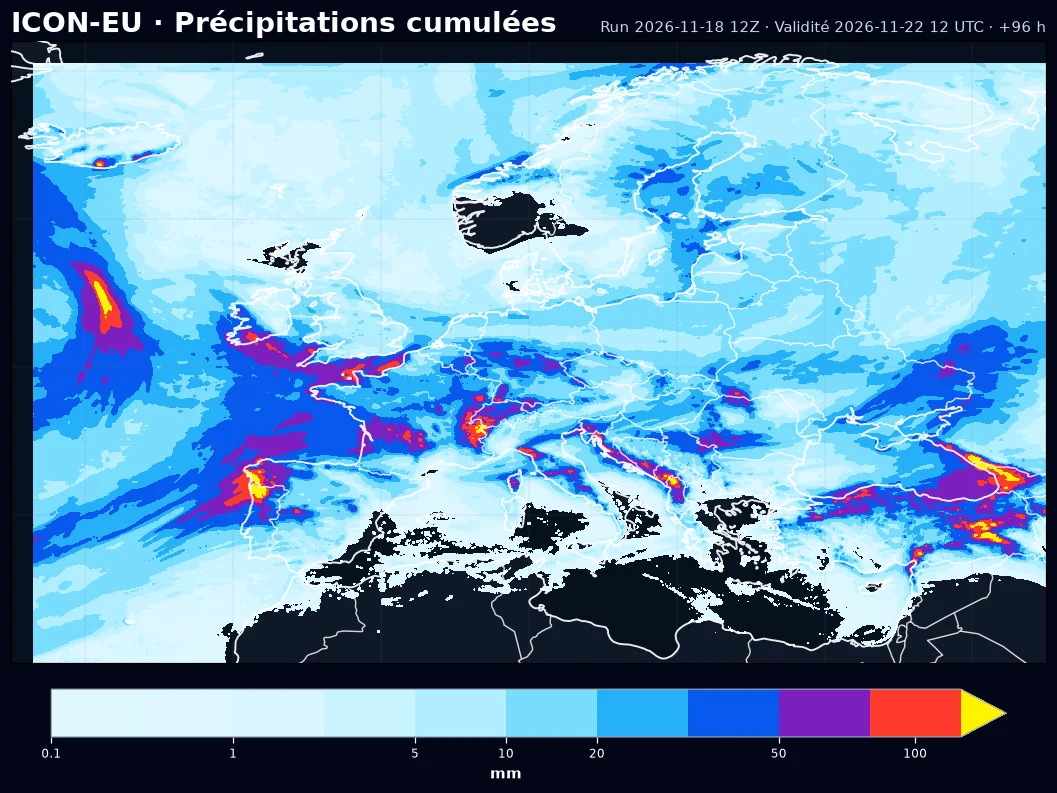 ICON-EU · Précipitations cumulées
Run 2026-11-18 12Z · Validité 2026-11-22 12 UTC · +96 h
0.1 1 5 10 20 50 100
mm